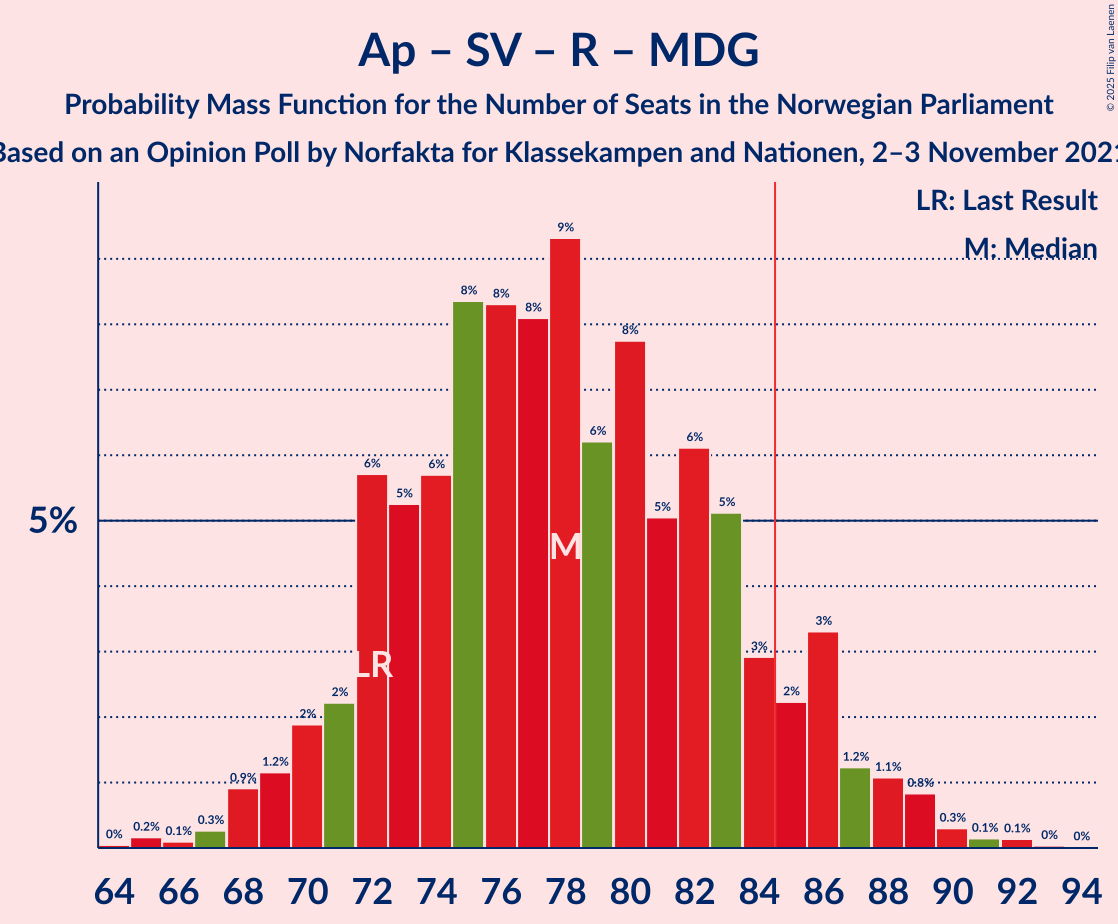 Ap – SV – R – MDG
Probability Mass Function for the Number of Seats in the Norwegian Parliament
Based on an Opinion Poll by Norfakta for Klassekampen and Nationen, 2–3 November 2021
© 2025 Filip van Laenen
LR: Last Result
M: Median
5%
0% 0.2% 0.1% 0.3% 0.9% 1.2% 2% 2% 6% 5% 6% 8% 8% 8% 9% 6% 8% 5% 6% 5% 3% 2% 3% 1.2% 1.1% 0.8% 0.3% 0.1% 0.1% 0% 0%
M
LR
64 66 68 70 72 74 76 78 80 82 84 86 88 90 92 94